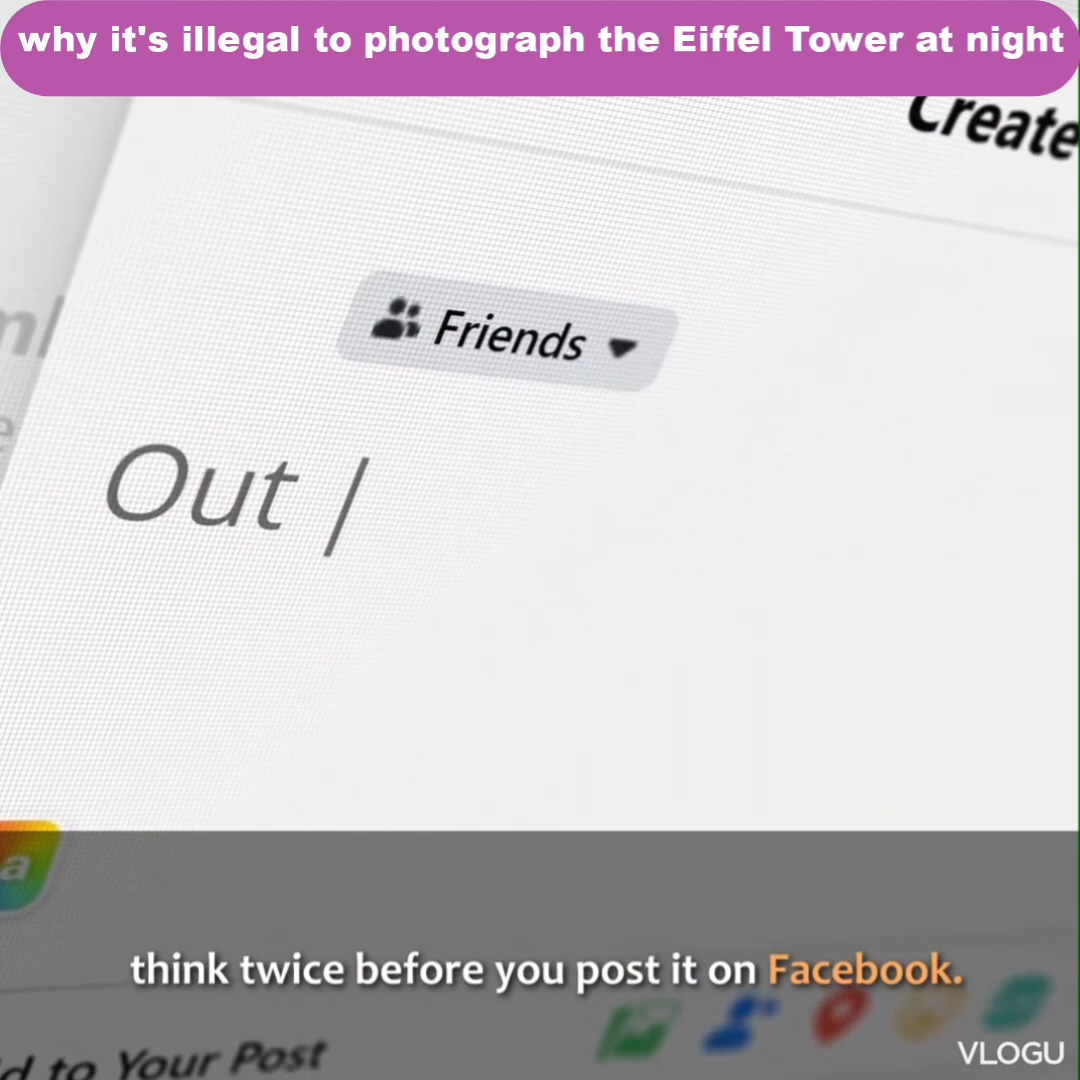 why it's illegal to photograph the Eiffel Tower at night
Create
Friends
Out
a
think twice before you post it on Facebook.
to Your Post
VLOGU